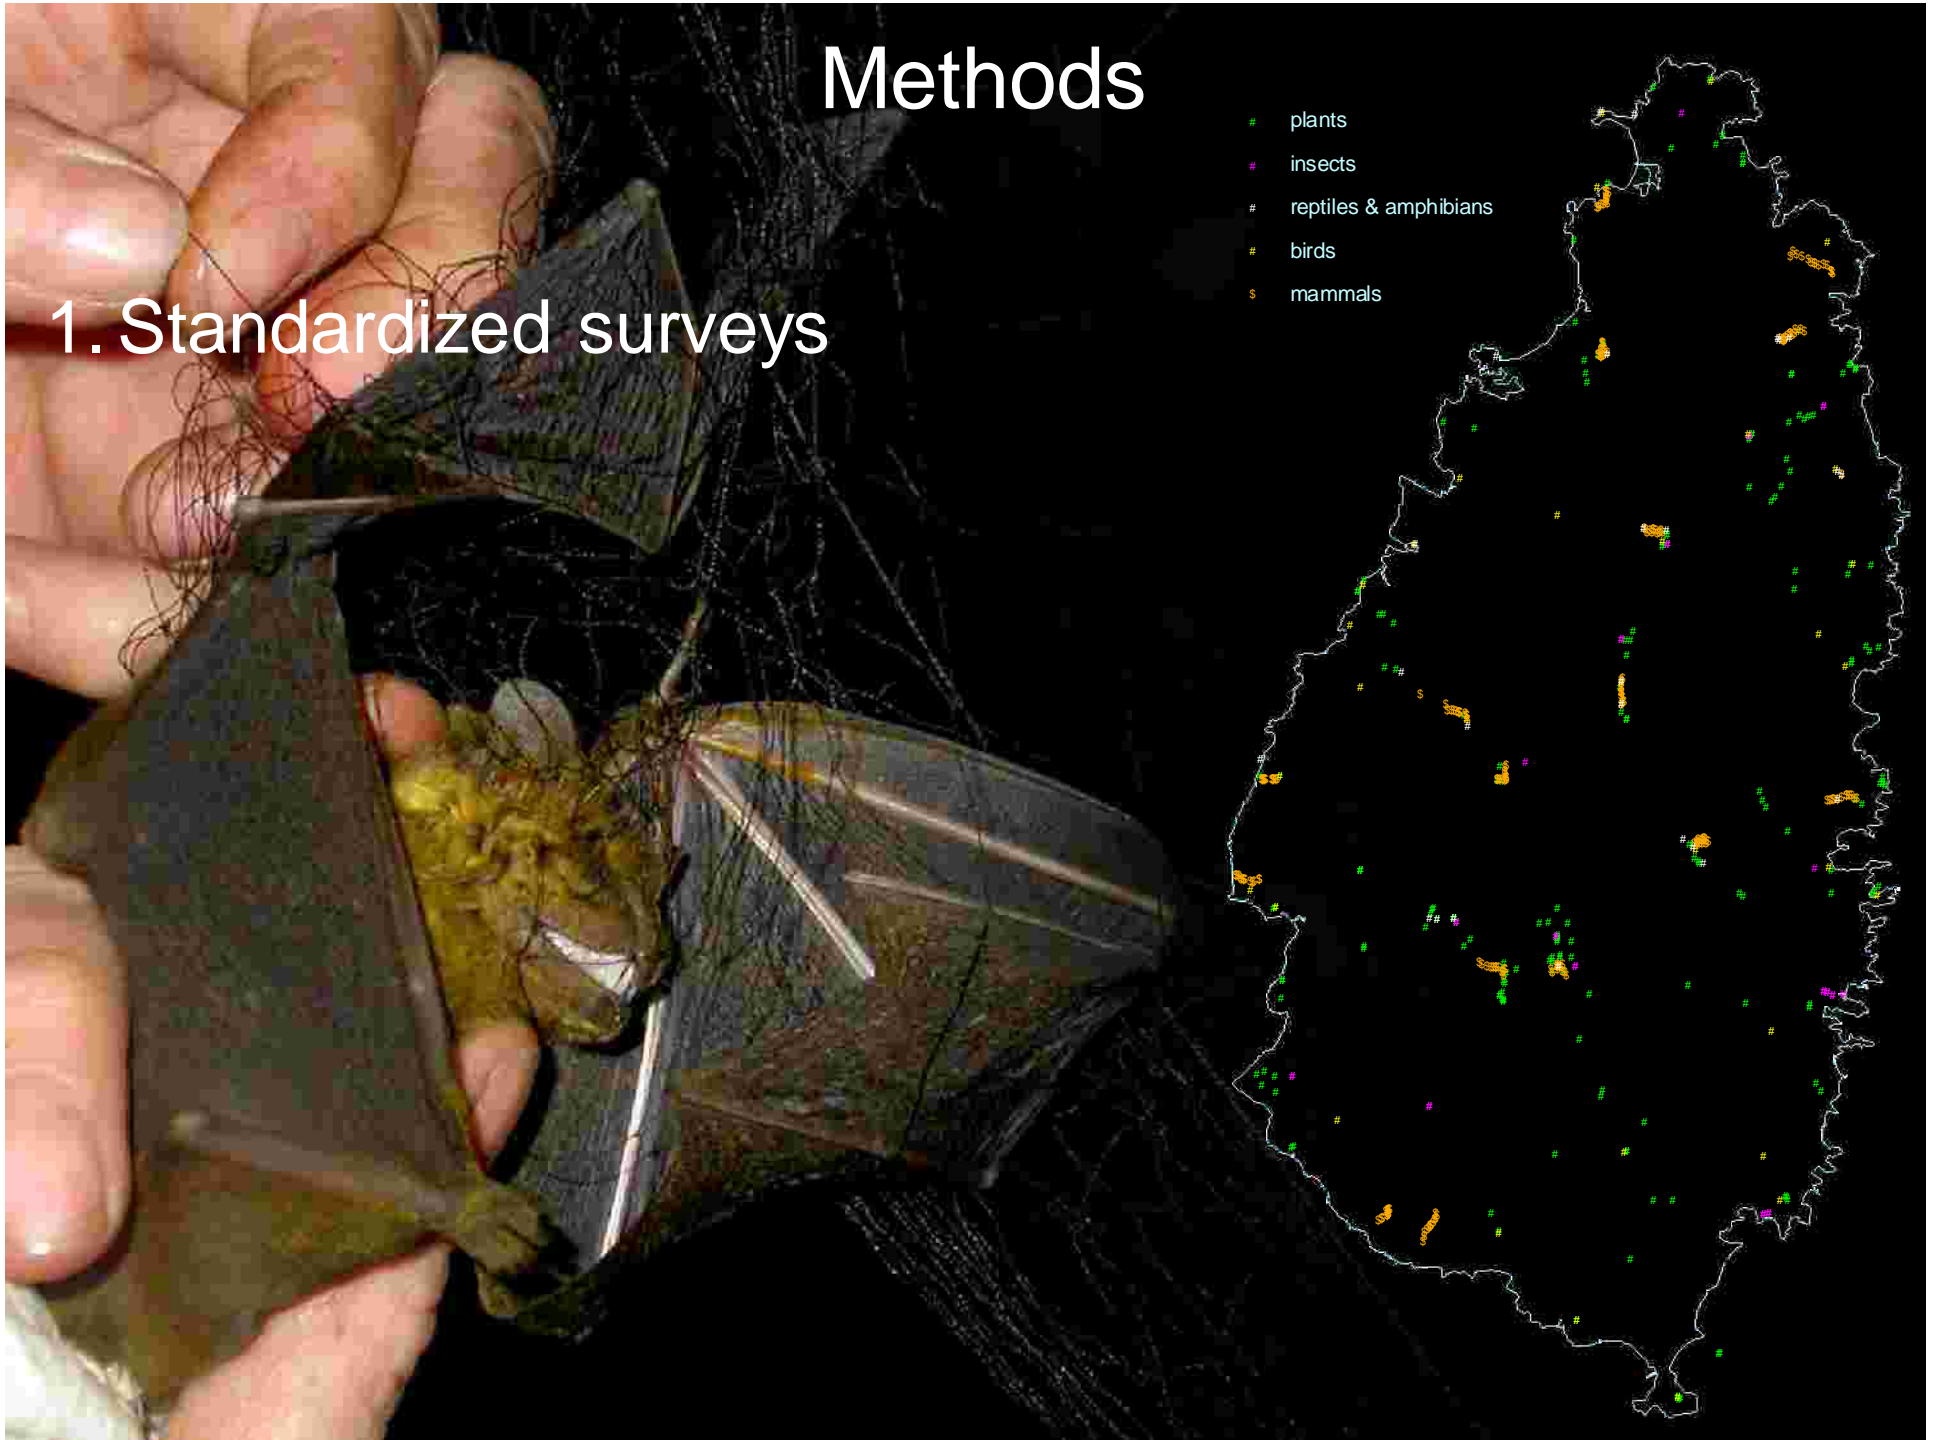 Methods
# plants
# insects
# reptiles & amphibians
# birds
$ mammals
1. Standardized surveys